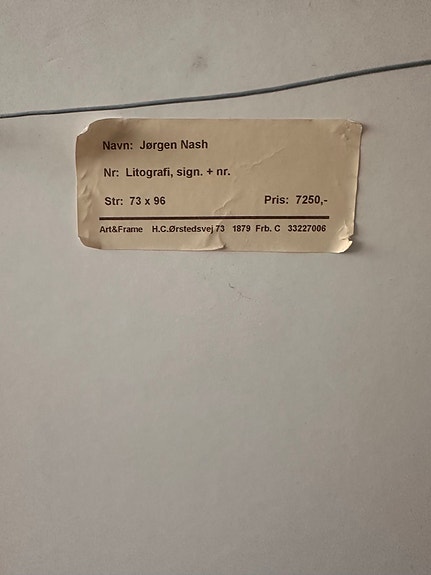 Navn: Jørgen Nash
Nr: Litografi, sign. + nr.
Str: 73 x 96 Pris: 7250,-
Art&Frame H.C.Ørstedsvej 73 1879 Frb. C 33227006